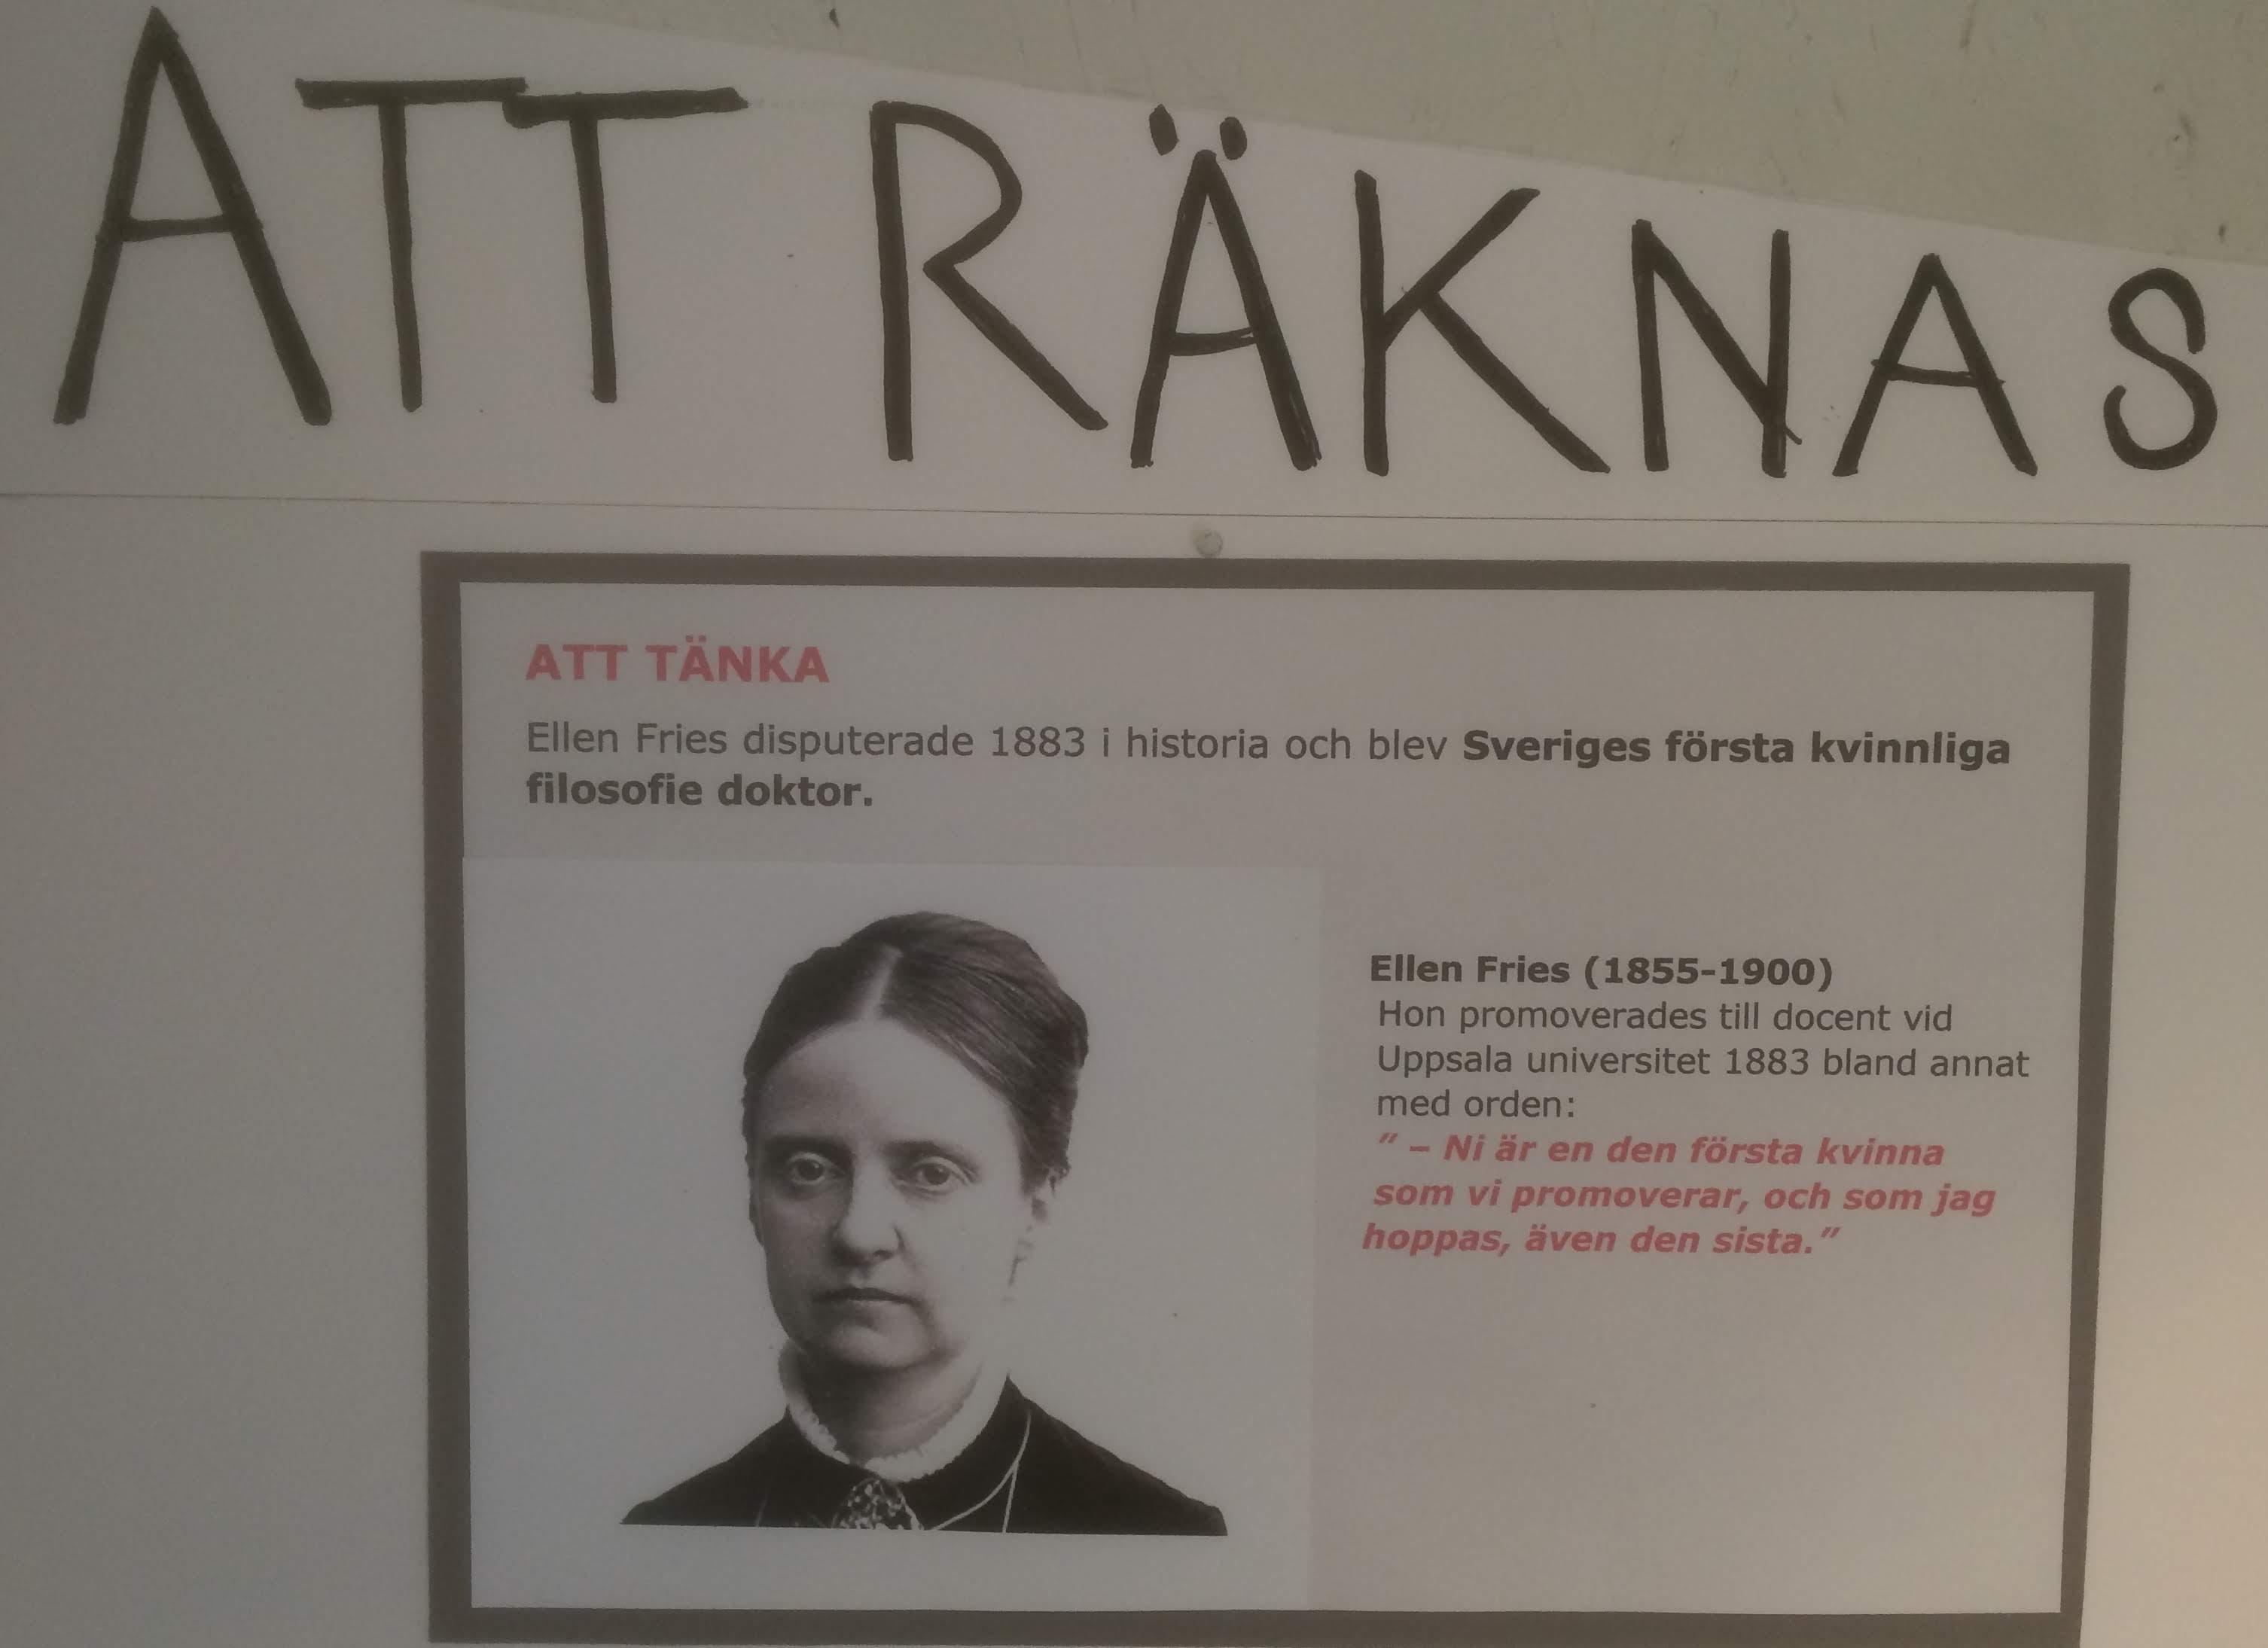 ATT RÄKNAS
ATT TÄNKA
Ellen Fries disputerade 1883 i historia och blev Sveriges första kvinnliga
filosofie doktor.
Ellen Fries (1855-1900)
Hon promoverades till docent vid
Uppsala universitet 1883 bland annat
med orden:
” – Ni är en den första kvinna
som vi promoverar, och som jag
hoppas, även den sista.”